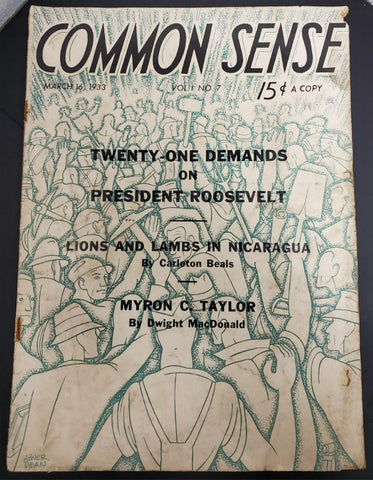 COMMON SENSE
MARCH 16, 1933 VOL. I NO. 7 15¢ A COPY
TWENTY-ONE DEMANDS
ON
PRESIDENT ROOSEVELT
LIONS AND LAMBS IN NICARAGUA
By Carleton Beals
MYRON C. TAYLOR
By Dwight MacDonald
ABNER
DEAN